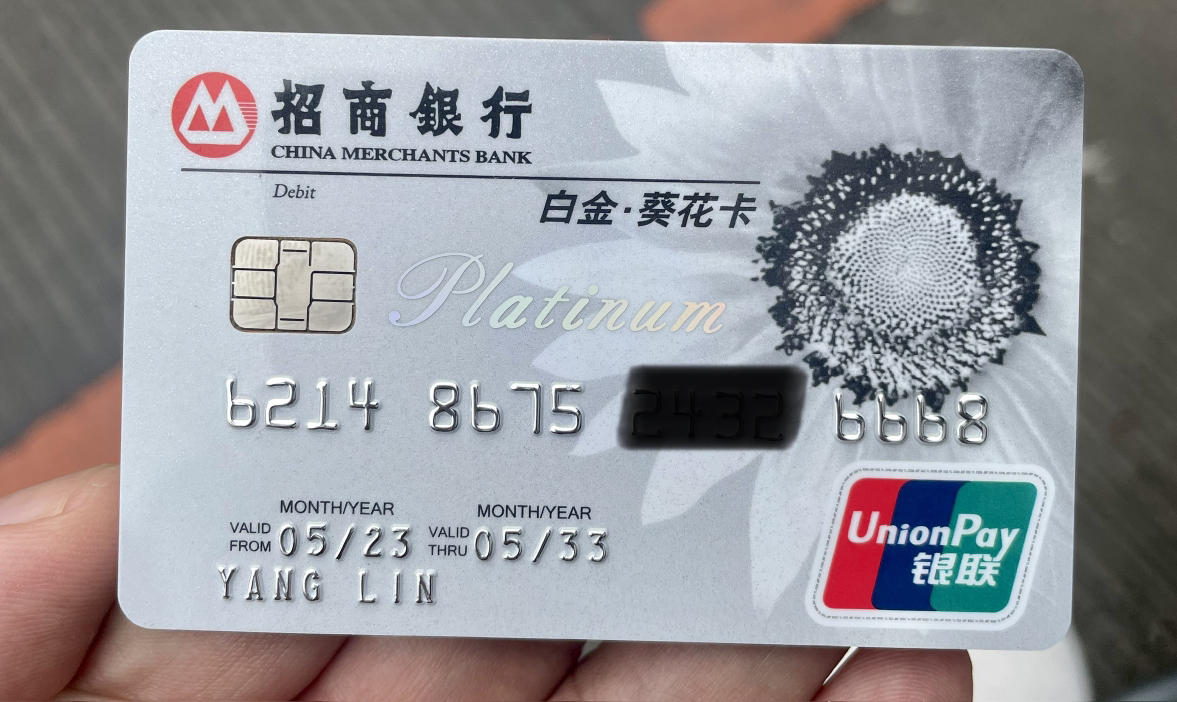 招商銀行
CHINA MERCHANTS BANK
Debit
白金·葵花卡
Platinum
6214 8675 6668
MONTH/YEAR MONTH/YEAR
VALID FROM 05/23 VALID THRU 05/33
YANG LIN
UnionPay
银联